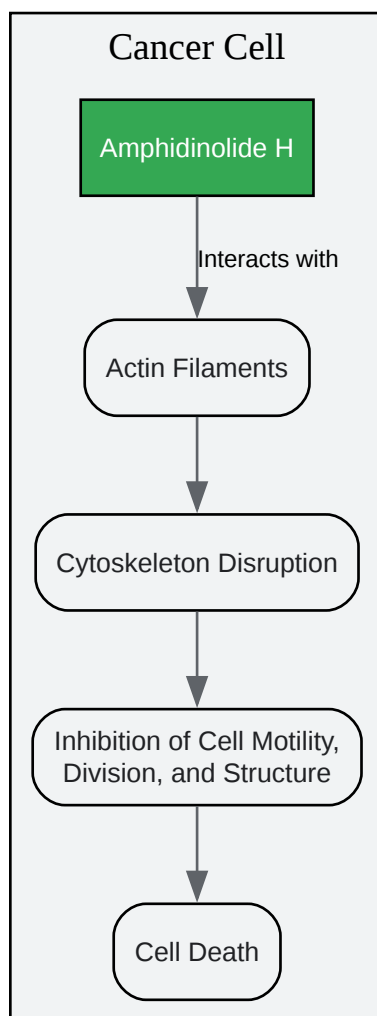 Cancer Cell
Amphidinolide H
Interacts with
Actin Filaments
Cytoskeleton Disruption
Inhibition of Cell Motility,
Division, and Structure
Cell Death